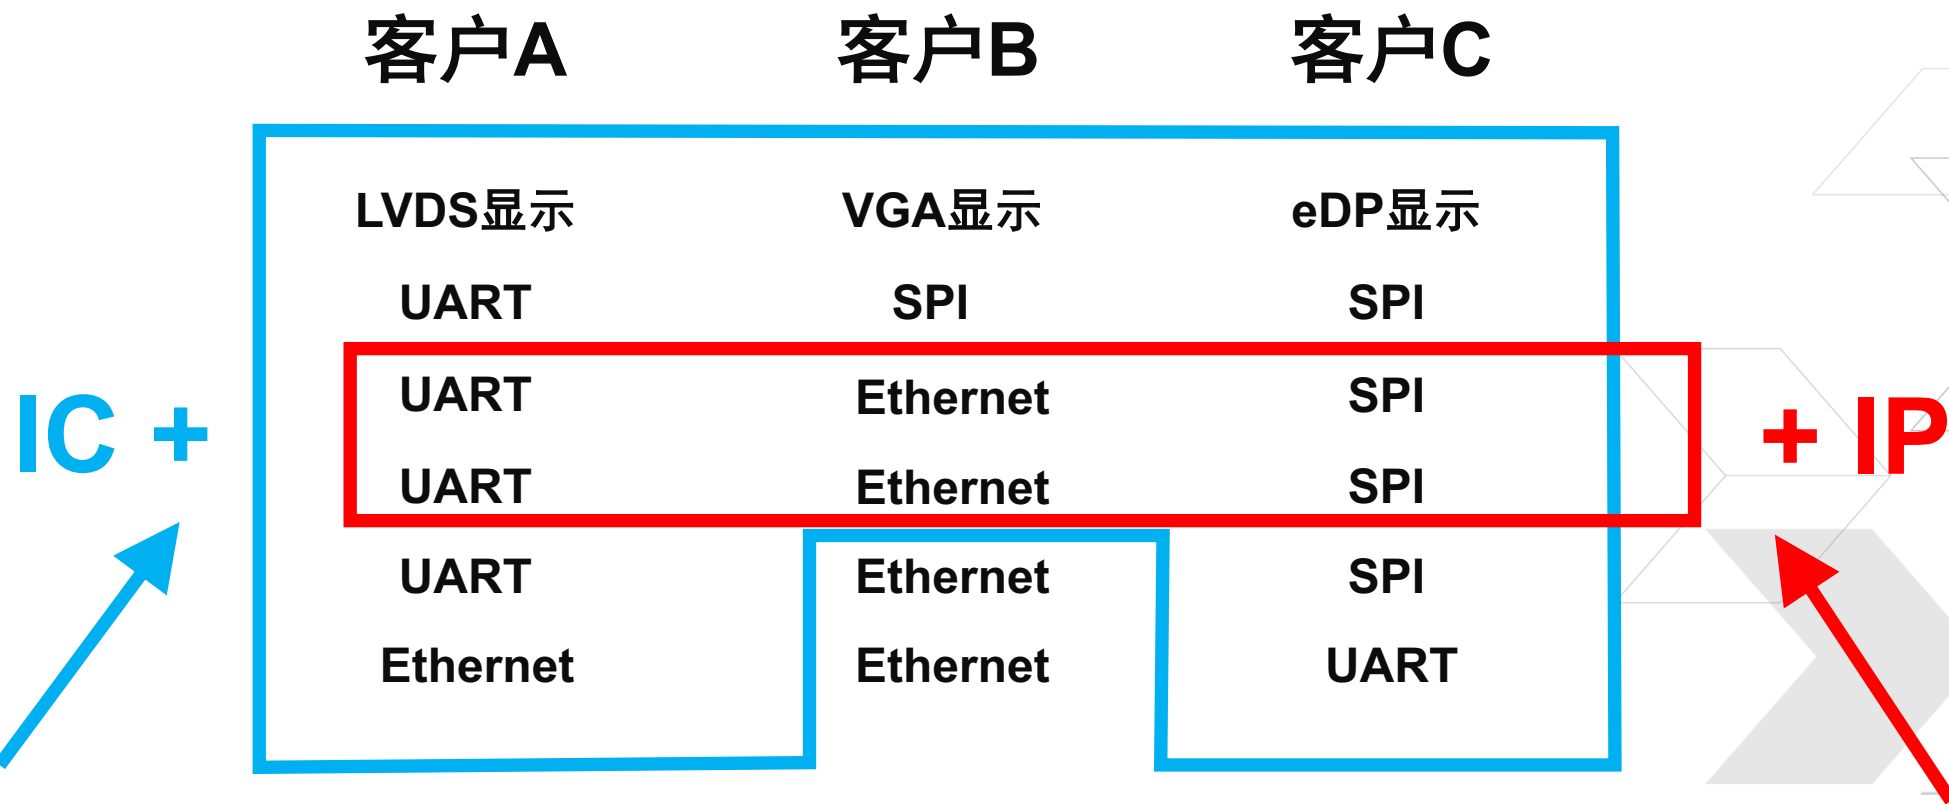 客户A 客户B 客户C
LVDS显示 VGA显示 eDP显示
UART SPI SPI
UART Ethernet SPI
IC + + IP
UART Ethernet SPI
UART Ethernet SPI
Ethernet Ethernet UART